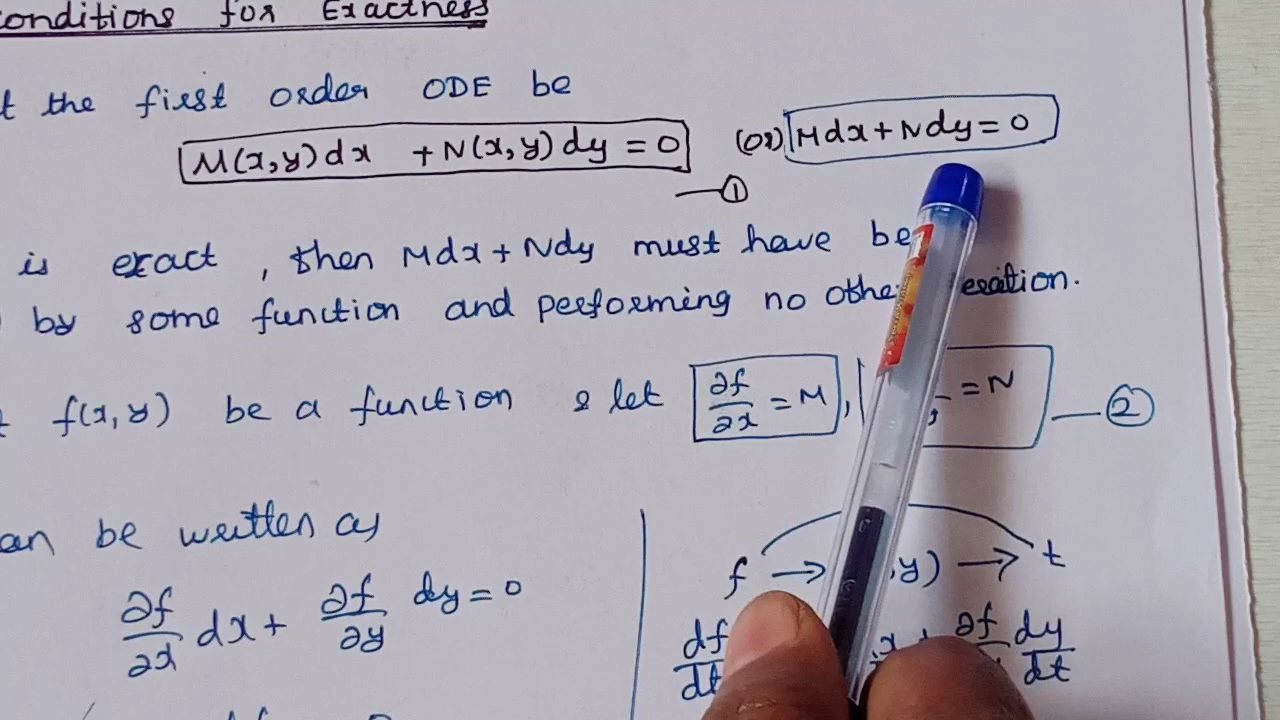 conditions for Exactness
the first order ODE be
M(x,y)dx + N(x,y)dy = 0 (or) Mdx + Ndy = 0
— ①
is exact, then Mdx + Ndy must have be
by some function and performing no othe eration.
f(x,y) be a function & let ∂f/∂x = M, = N — ②
an be written as
∂f/∂x dx + ∂f/∂y dy = 0
f → ,y) → t
df/dt x + ∂f dy/dt